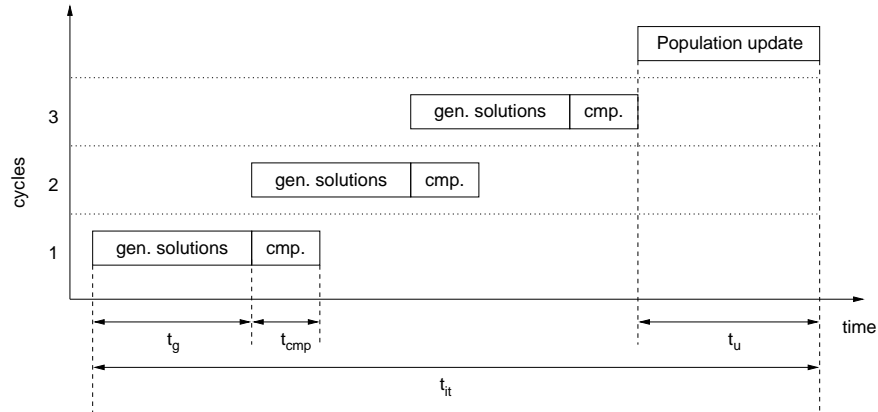 Population update
3
gen. solutions
cmp.
cycles
2
gen. solutions
cmp.
1
gen. solutions
cmp.
time
t_g
t_cmp
t_u
t_it